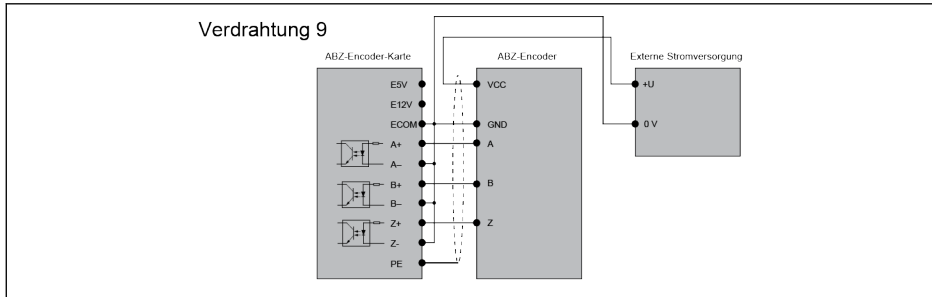 Verdrahtung 9
ABZ-Encoder-Karte
ABZ-Encoder
Externe Stromversorgung
E5V
VCC
+U
E12V
ECOM
GND
0 V
A+
A
A–
B+
B
B–
Z+
Z
Z-
PE